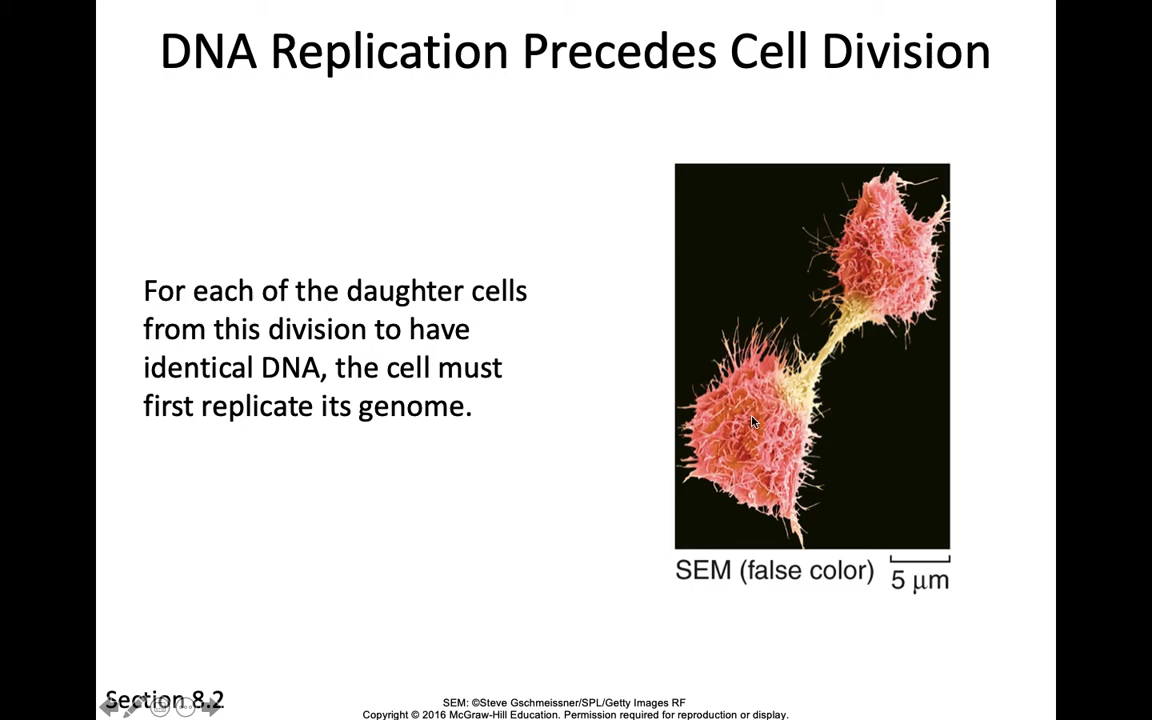 DNA Replication Precedes Cell Division
For each of the daughter cells
from this division to have
identical DNA, the cell must
first replicate its genome.
SEM (false color)
5 μm
Section 8.2
SEM: ©Steve Gschmeissner/SPL/Getty Images RF
Copyright © 2016 McGraw-Hill Education. Permission required for reproduction or display.